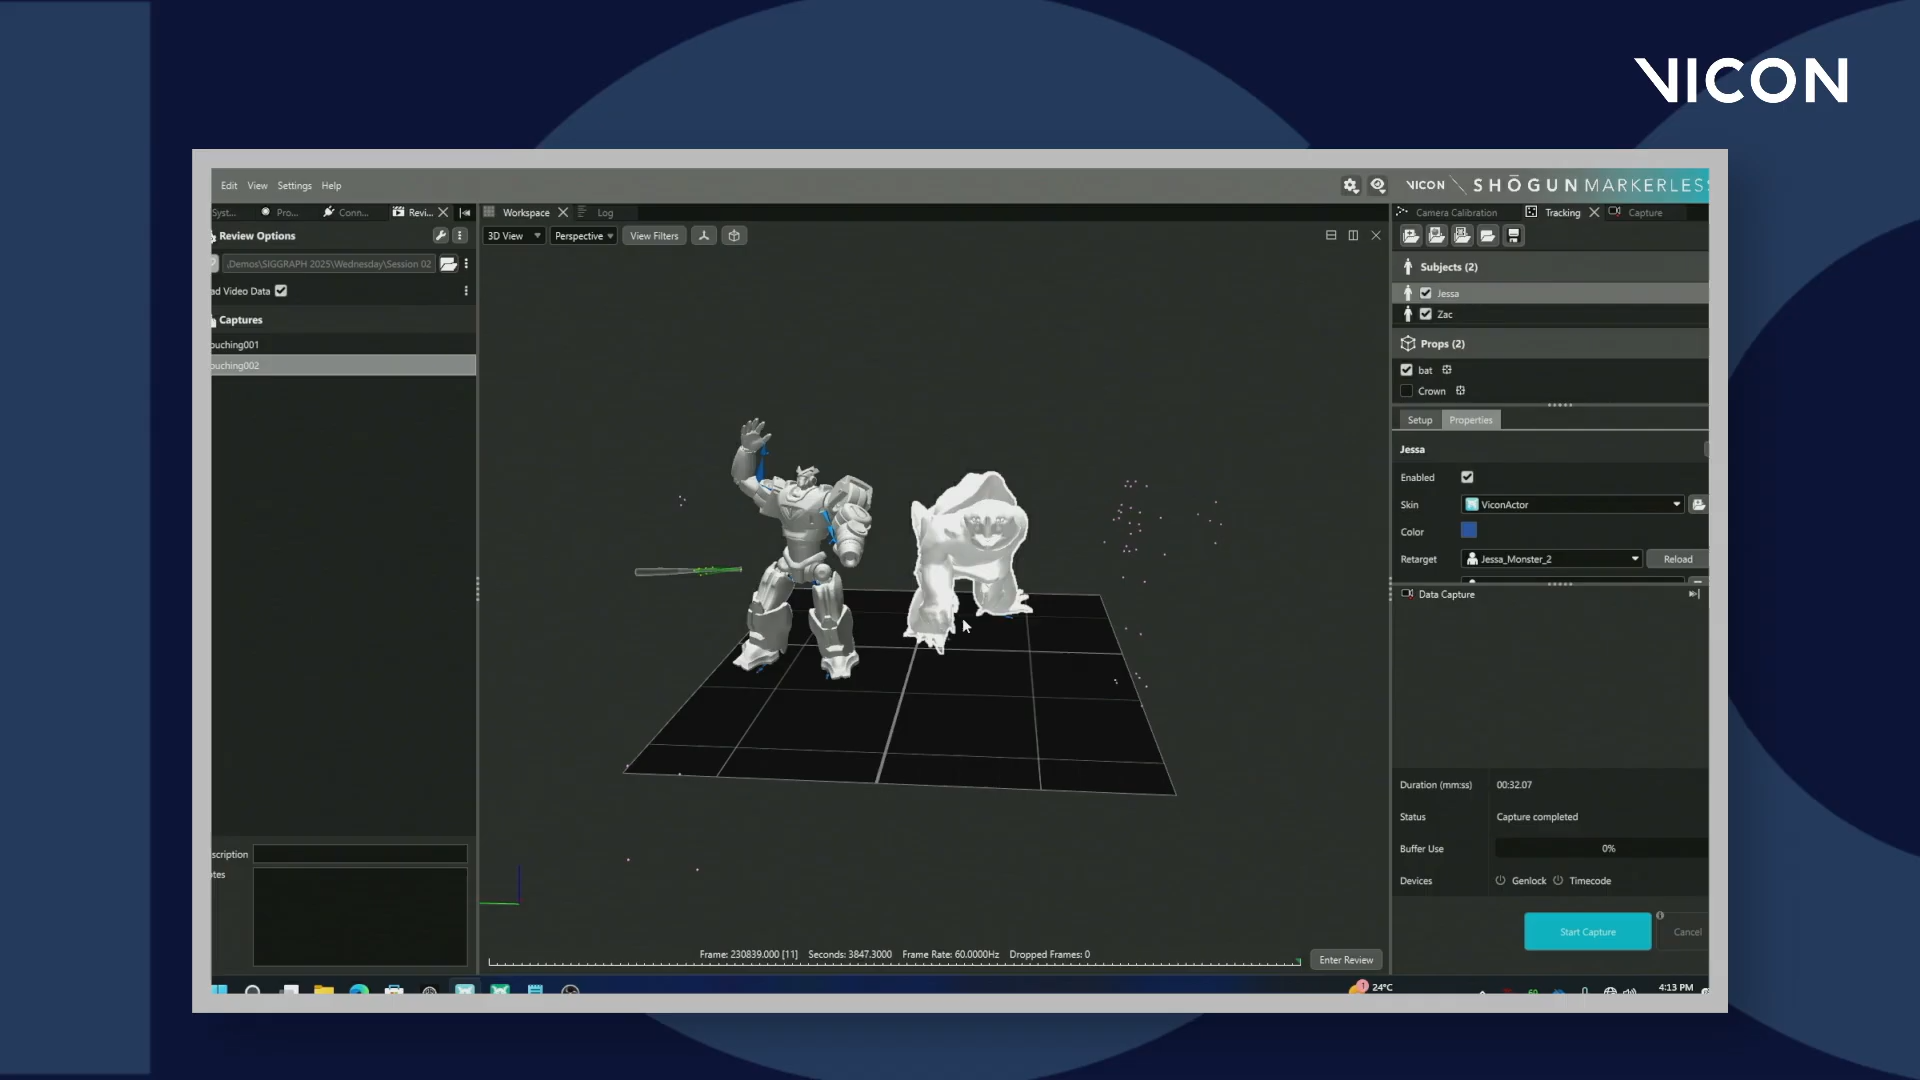 VICON
Edit View Settings Help
VICON SHŌGUN MARKERLESS
Syst... Pro... Conn... Revi...
Workspace Log
Camera Calibration Tracking Capture
Review Options
3D View Perspective View Filters
.Demos\SIGGRAPH 2025\Wednesday\Session 02
ad Video Data
Captures
ouching001
ouching002
Subjects (2)
Jessa
Zac
Props (2)
bat
Crown
Setup Properties
Jessa
Enabled
Skin ViconActor
Color
Retarget Jessa_Monster_2 Reload
Data Capture
Duration (mm:ss) 00:32.07
Status Capture completed
Buffer Use 0%
Devices Genlock Timecode
Start Capture Cancel
scription
tes
Frame: 230839.000 [11] Seconds: 3847.3000 Frame Rate: 60.0000Hz Dropped Frames: 0
Enter Review
1 24°C
4:13 PM